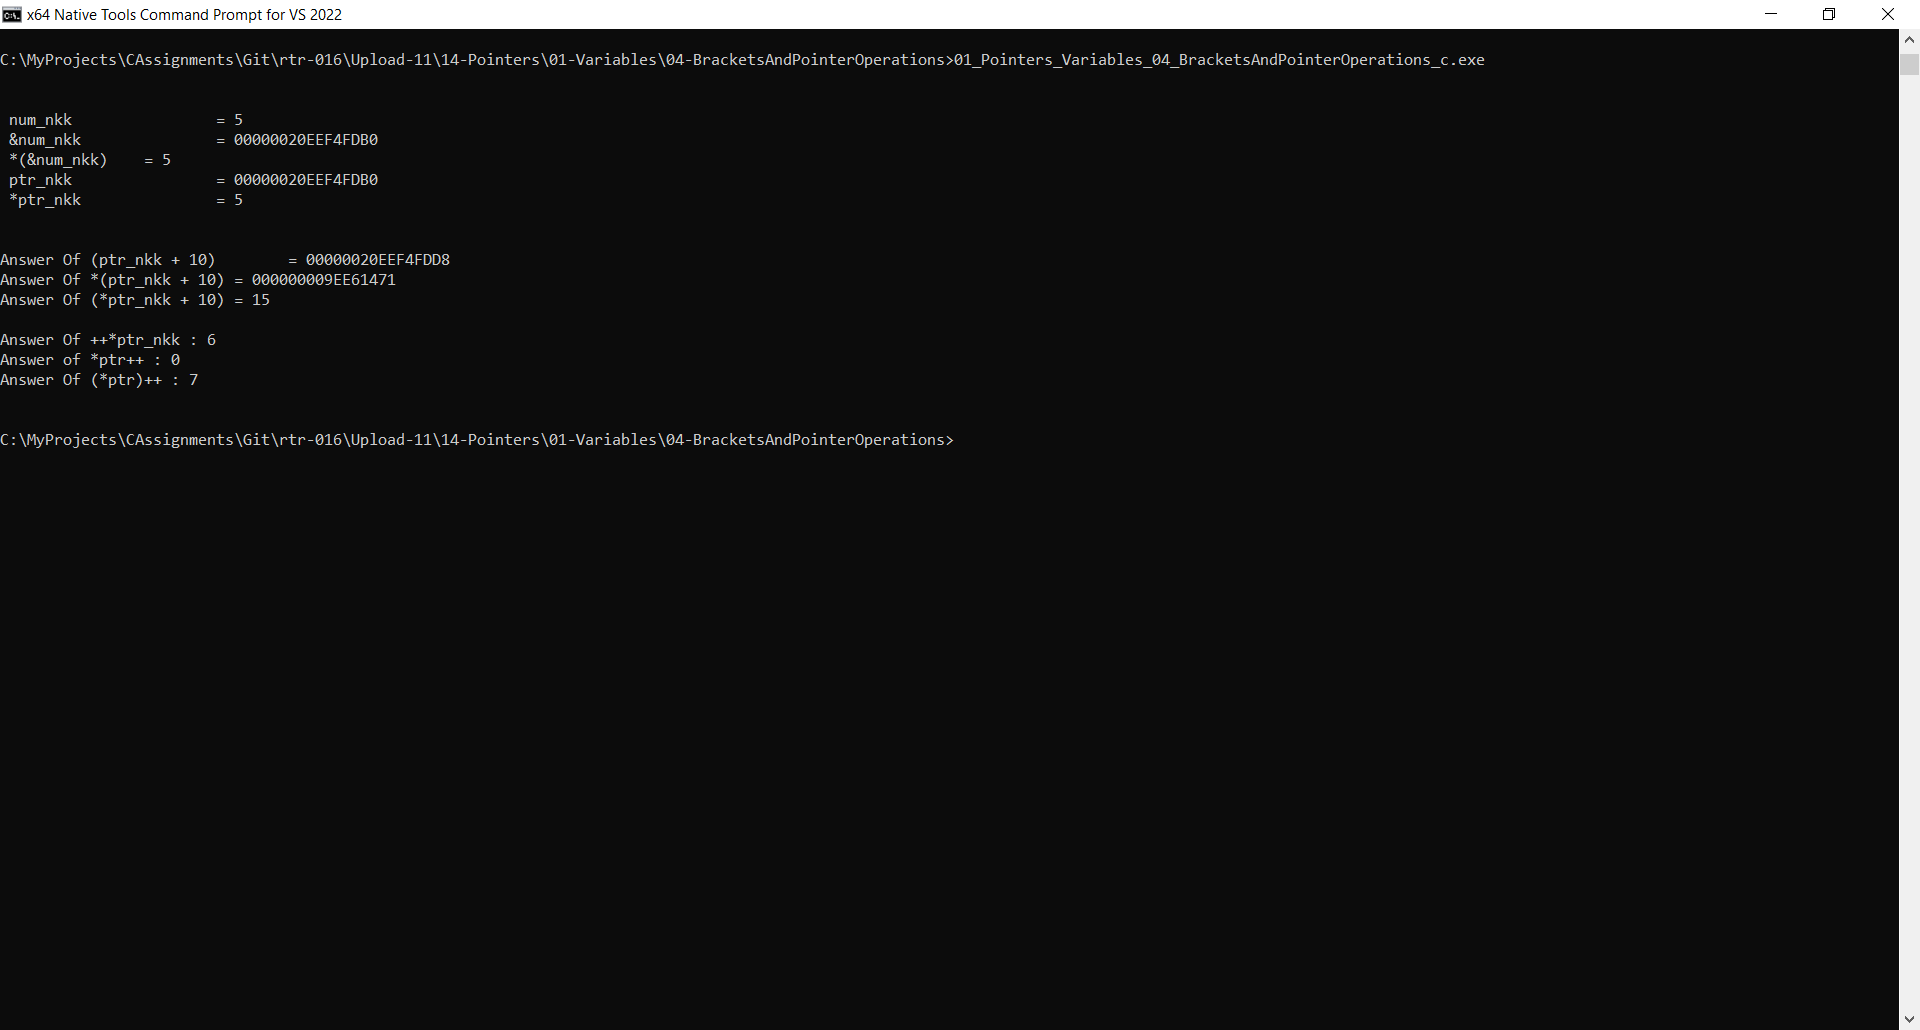 x64 Native Tools Command Prompt for VS 2022
C:\MyProjects\CAssignments\Git\rtr-016\Upload-11\14-Pointers\01-Variables\04-BracketsAndPointerOperations>01_Pointers_Variables_04_BracketsAndPointerOperations_c.exe
num_nkk = 5
&num_nkk = 00000020EEF4FDB0
*(&num_nkk) = 5
ptr_nkk = 00000020EEF4FDB0
*ptr_nkk = 5
Answer Of (ptr_nkk + 10) = 00000020EEF4FDD8
Answer Of *(ptr_nkk + 10) = 000000009EE61471
Answer Of (*ptr_nkk + 10) = 15
Answer Of ++*ptr_nkk : 6
Answer of *ptr++ : 0
Answer Of (*ptr)++ : 7
C:\MyProjects\CAssignments\Git\rtr-016\Upload-11\14-Pointers\01-Variables\04-BracketsAndPointerOperations>